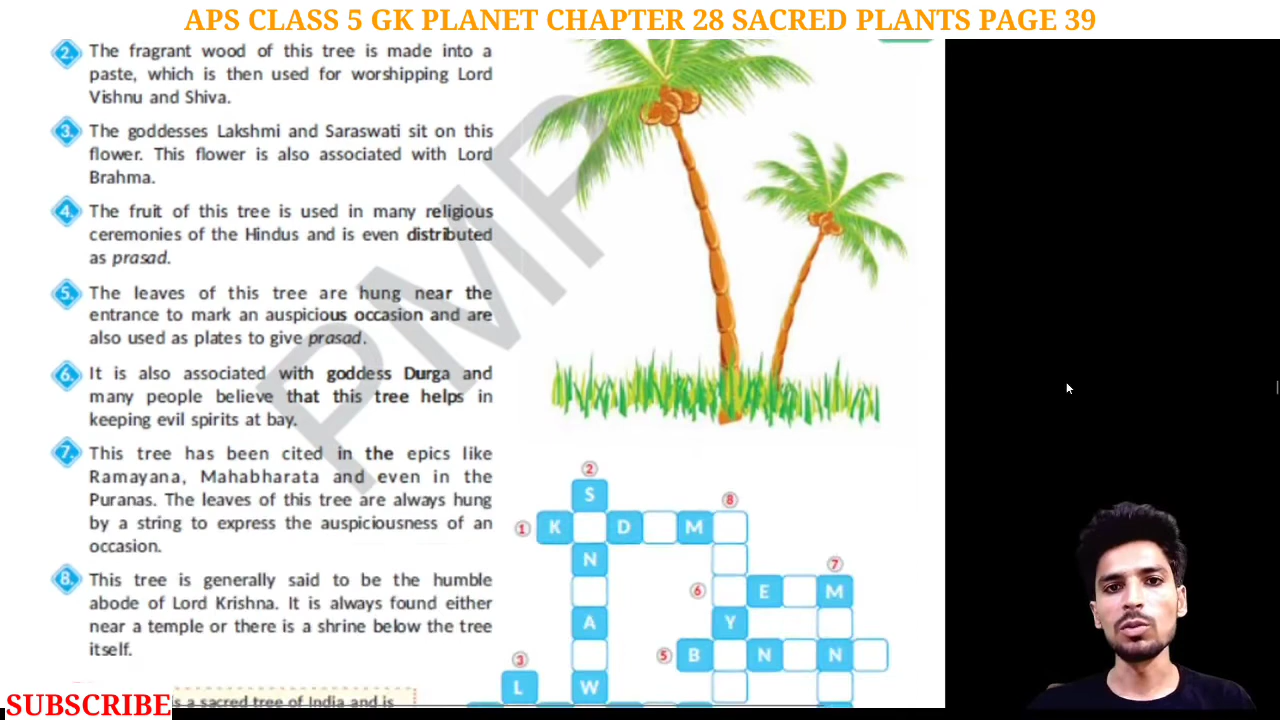 APS CLASS 5 GK PLANET CHAPTER 28 SACRED PLANTS PAGE 39
2. The fragrant wood of this tree is made into a
paste, which is then used for worshipping Lord
Vishnu and Shiva.
3. The goddesses Lakshmi and Saraswati sit on this
flower. This flower is also associated with Lord
Brahma.
4. The fruit of this tree is used in many religious
ceremonies of the Hindus and is even distributed
as prasad.
5. The leaves of this tree are hung near the
entrance to mark an auspicious occasion and are
also used as plates to give prasad.
6. It is also associated with goddess Durga and
many people believe that this tree helps in
keeping evil spirits at bay.
7. This tree has been cited in the epics like
Ramayana, Mahabharata and even in the
Puranas. The leaves of this tree are always hung
by a string to express the auspiciousness of an
occasion.
8. This tree is generally said to be the humble
abode of Lord Krishna. It is always found either
near a temple or there is a shrine below the tree
itself.
s a sacred tree of India and is
PMP
2
S
8
1 K D M
N
7
6 E M
A Y
5 B N N
3
L W
SUBSCRIBE